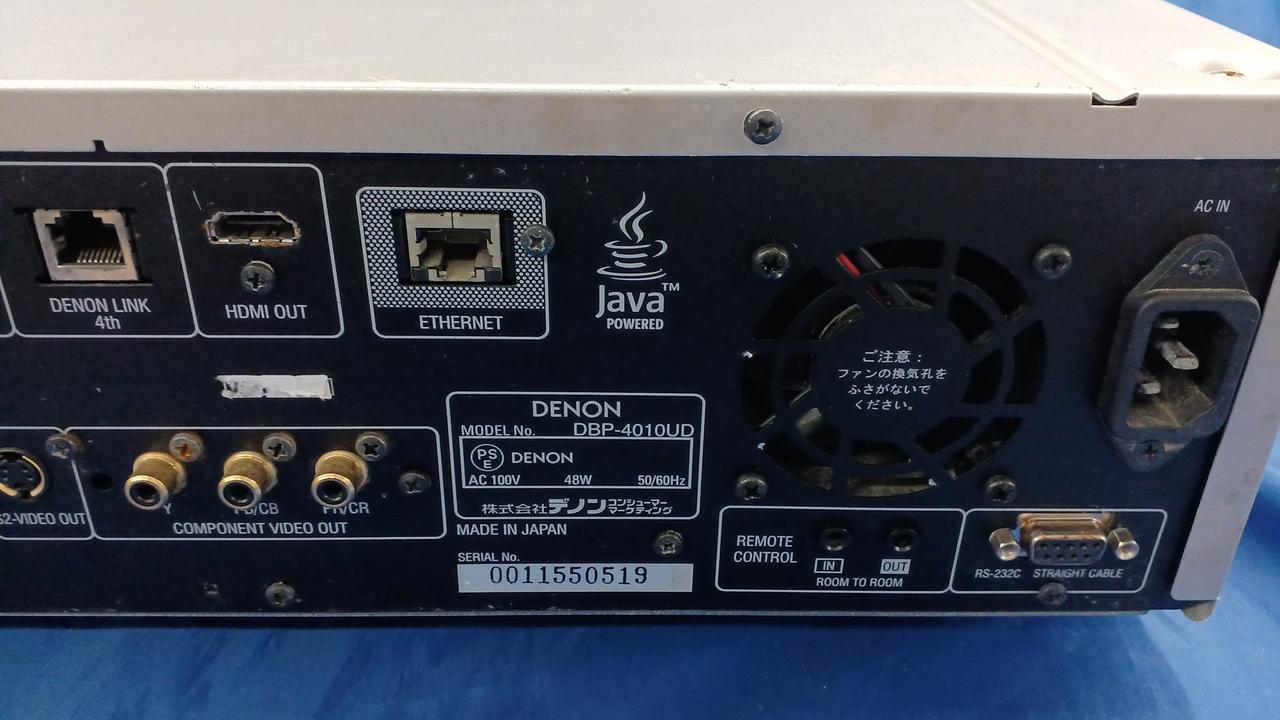 AC IN
DENON LINK
4th
HDMI OUT
ETHERNET
Java™
POWERED
ご注意：
ファンの換気孔を
ふさがないで
ください。
S2-VIDEO OUT
Y
PB/CB
PR/CR
COMPONENT VIDEO OUT
DENON
MODEL No. DBP-4010UD
PS
E
DENON
AC 100V 48W 50/60Hz
株式会社デノン コンシューマー
マーケティング
MADE IN JAPAN
SERIAL No.
0011550519
REMOTE
CONTROL
IN
OUT
ROOM TO ROOM
RS-232C STRAIGHT CABLE